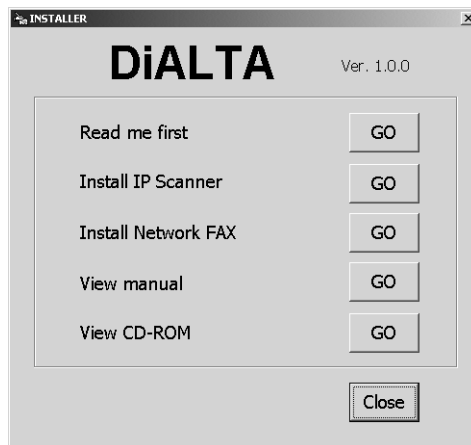 INSTALLER
DiALTA Ver. 1.0.0
Read me first GO
Install IP Scanner GO
Install Network FAX GO
View manual GO
View CD-ROM GO
Close